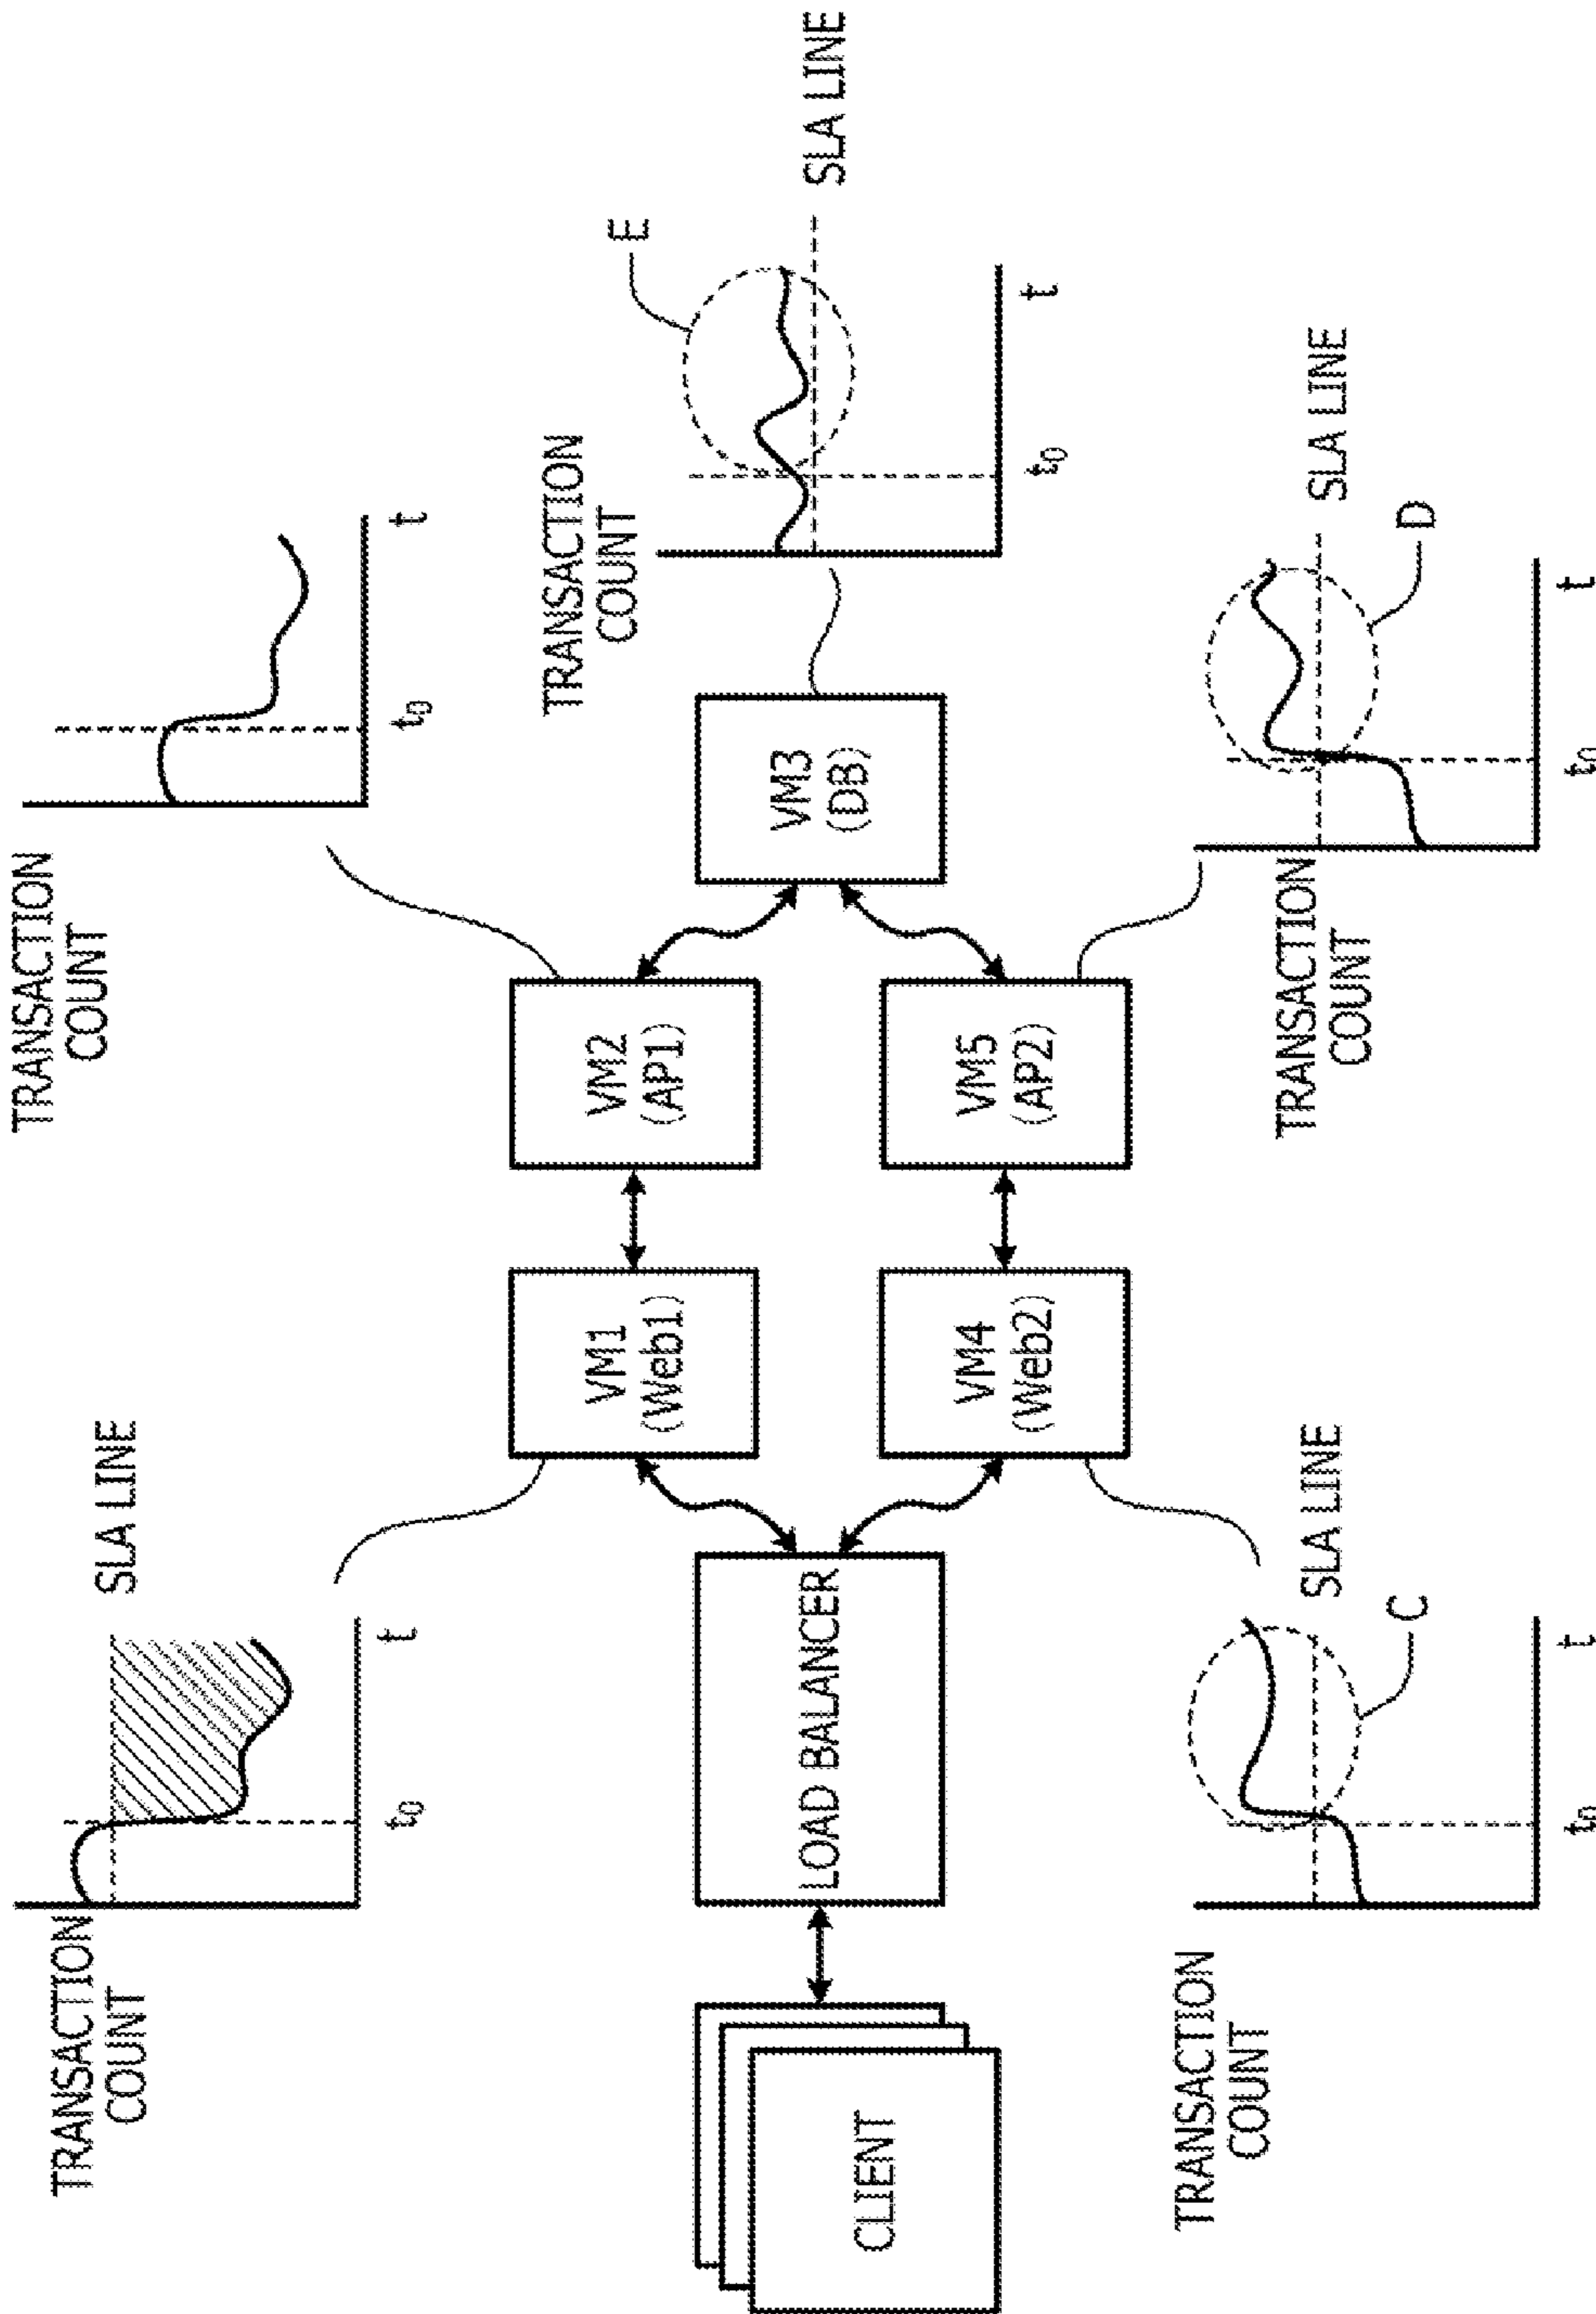 TRANSACTION
COUNT
SLA LINE
t₀
t
TRANSACTION
COUNT
t₀
t
TRANSACTION
COUNT
E
SLA LINE
t₀
t
CLIENT
LOAD BALANCER
VM1
(Web1)
VM2
(AP1)
VM3
(DB)
VM4
(Web2)
VM5
(AP2)
TRANSACTION
COUNT
SLA LINE
C
t₀
t
TRANSACTION
COUNT
SLA LINE
D
t₀
t